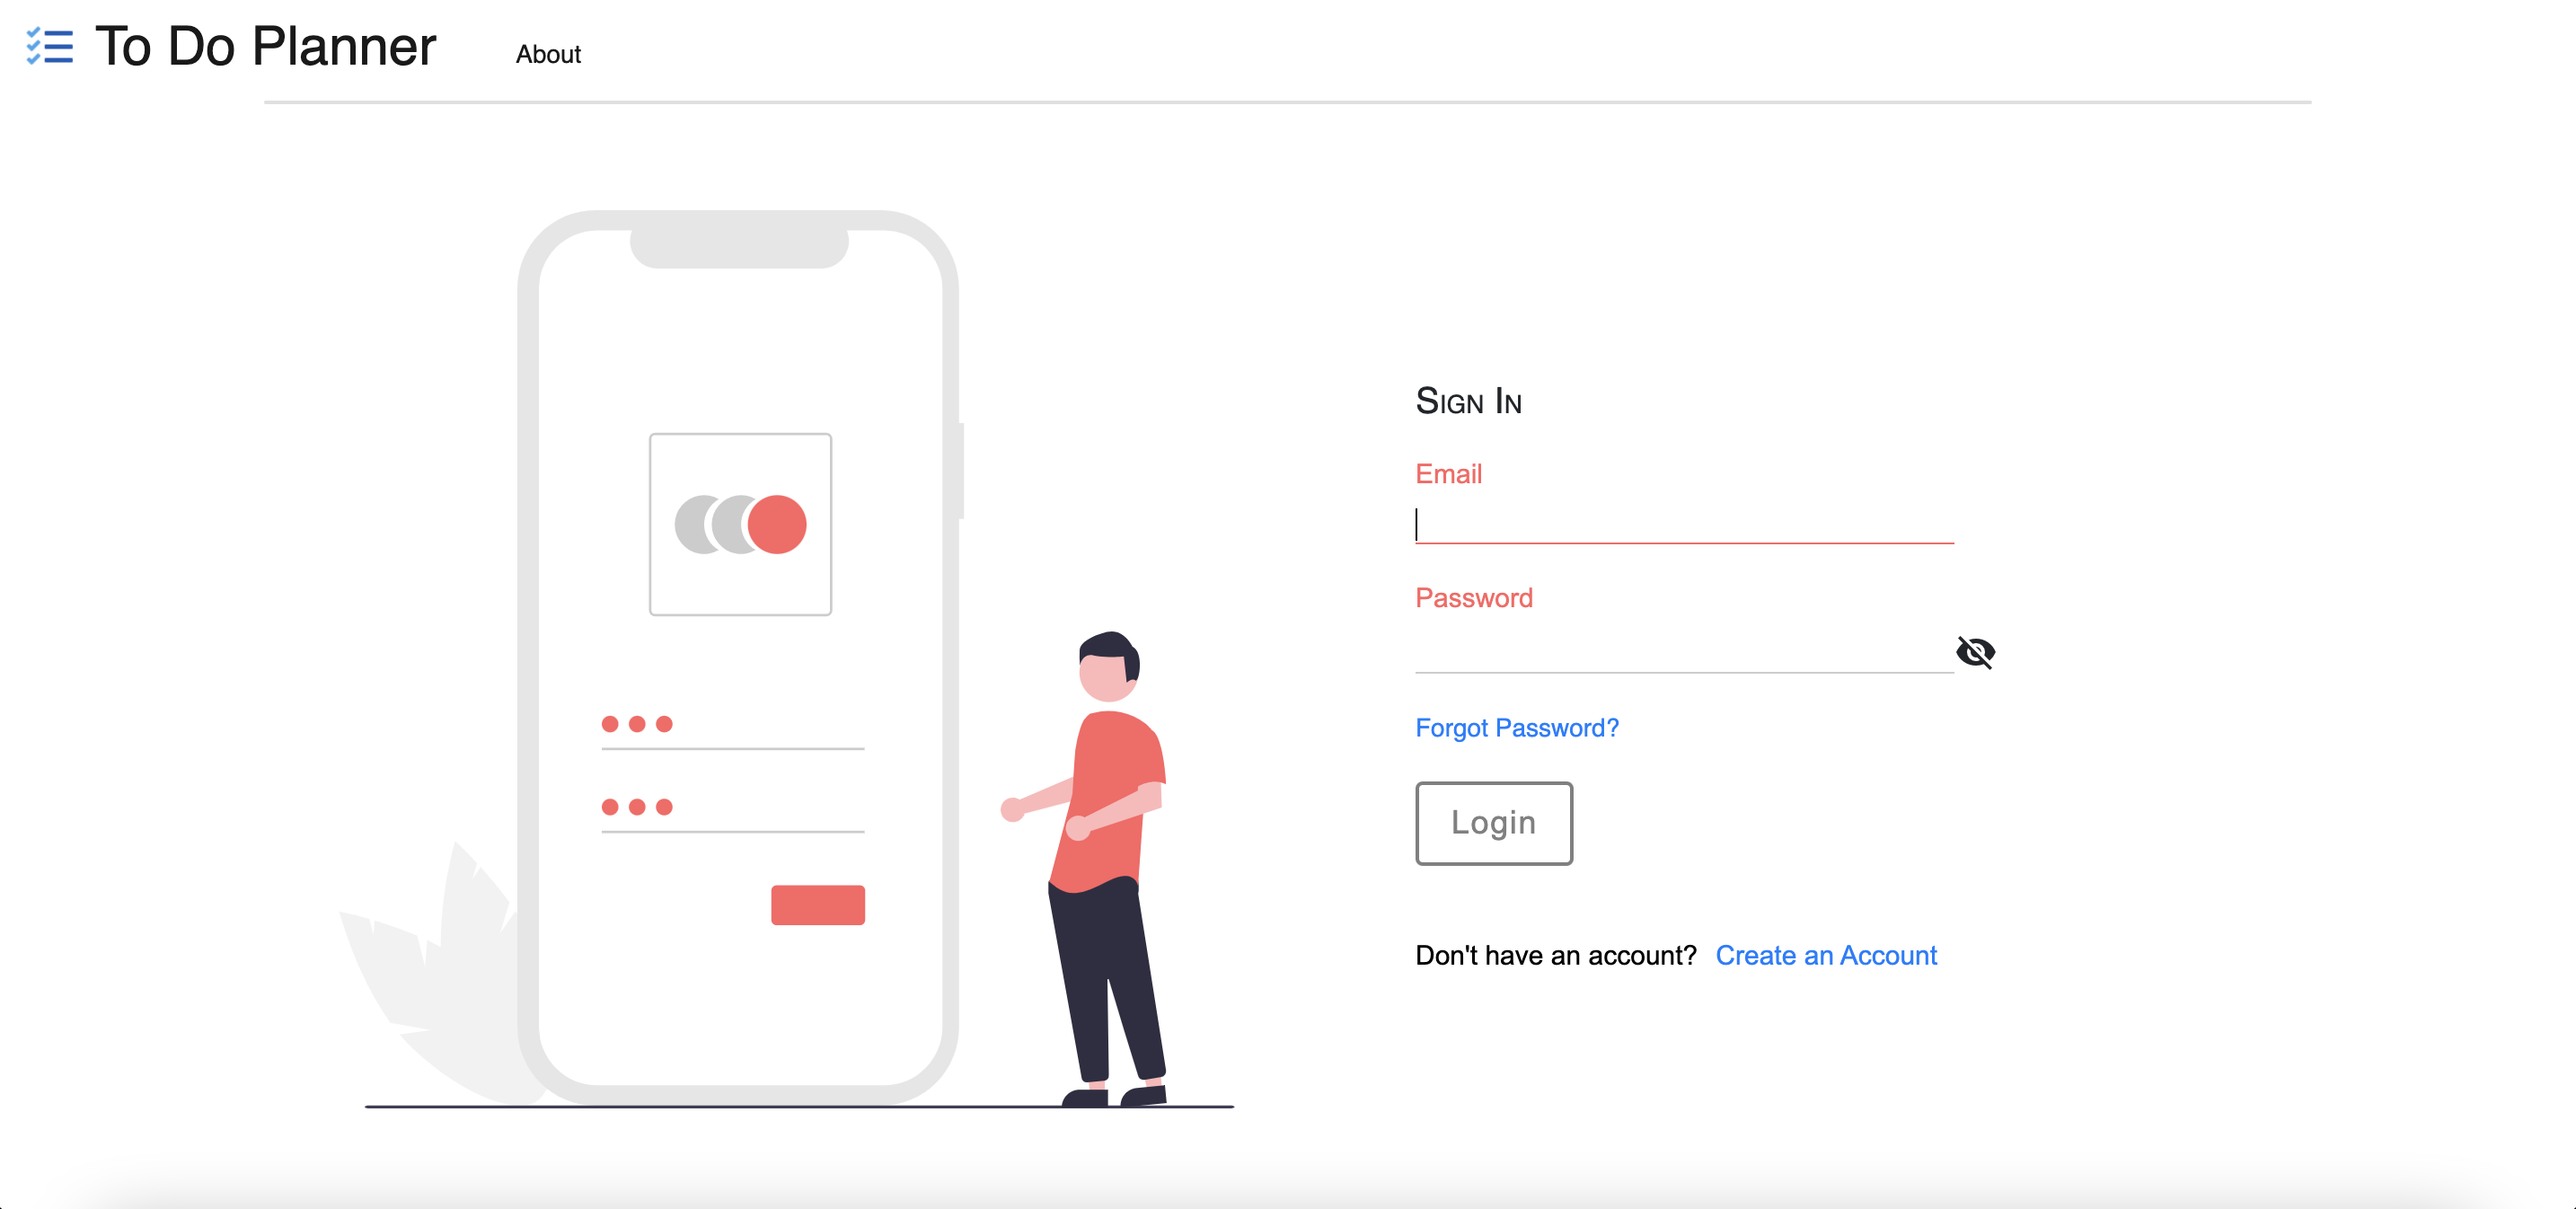 To Do Planner
About
Sign In
Email
Password
Forgot Password?
Login
Don't have an account? Create an Account